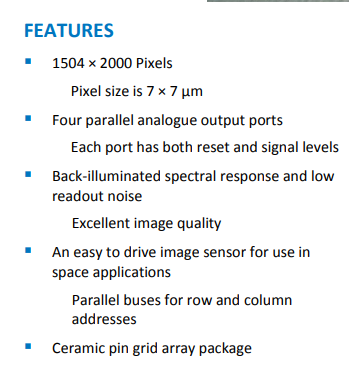 FEATURES
1504 × 2000 Pixels
Pixel size is 7 × 7 µm
Four parallel analogue output ports
Each port has both reset and signal levels
Back-illuminated spectral response and low
readout noise
Excellent image quality
An easy to drive image sensor for use in
space applications
Parallel buses for row and column
addresses
Ceramic pin grid array package